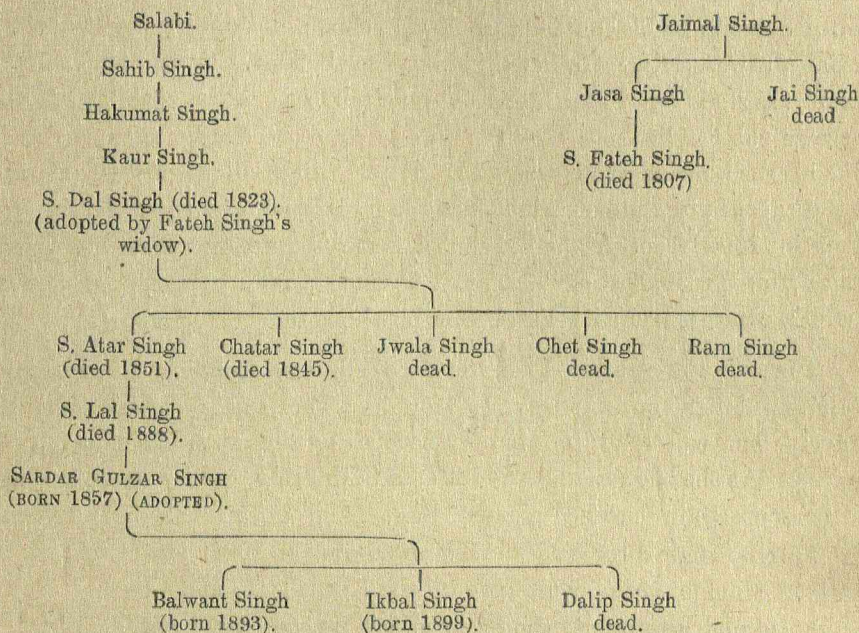 Salabi.
Sahib Singh.
Hakumat Singh.
Kaur Singh.
S. Dal Singh (died 1823).
(adopted by Fateh Singh's
widow).
Jaimal Singh.
Jasa Singh
Jai Singh
dead
S. Fateh Singh.
(died 1807)
S. Atar Singh
(died 1851).
Chatar Singh
(died 1845).
Jwala Singh
dead.
Chet Singh
dead.
Ram Singh
dead.
S. Lal Singh
(died 1888).
SARDAR GULZAR SINGH
(BORN 1857) (ADOPTED).
Balwant Singh
(born 1893).
Ikbal Singh
(born 1899).
Dalip Singh
dead.